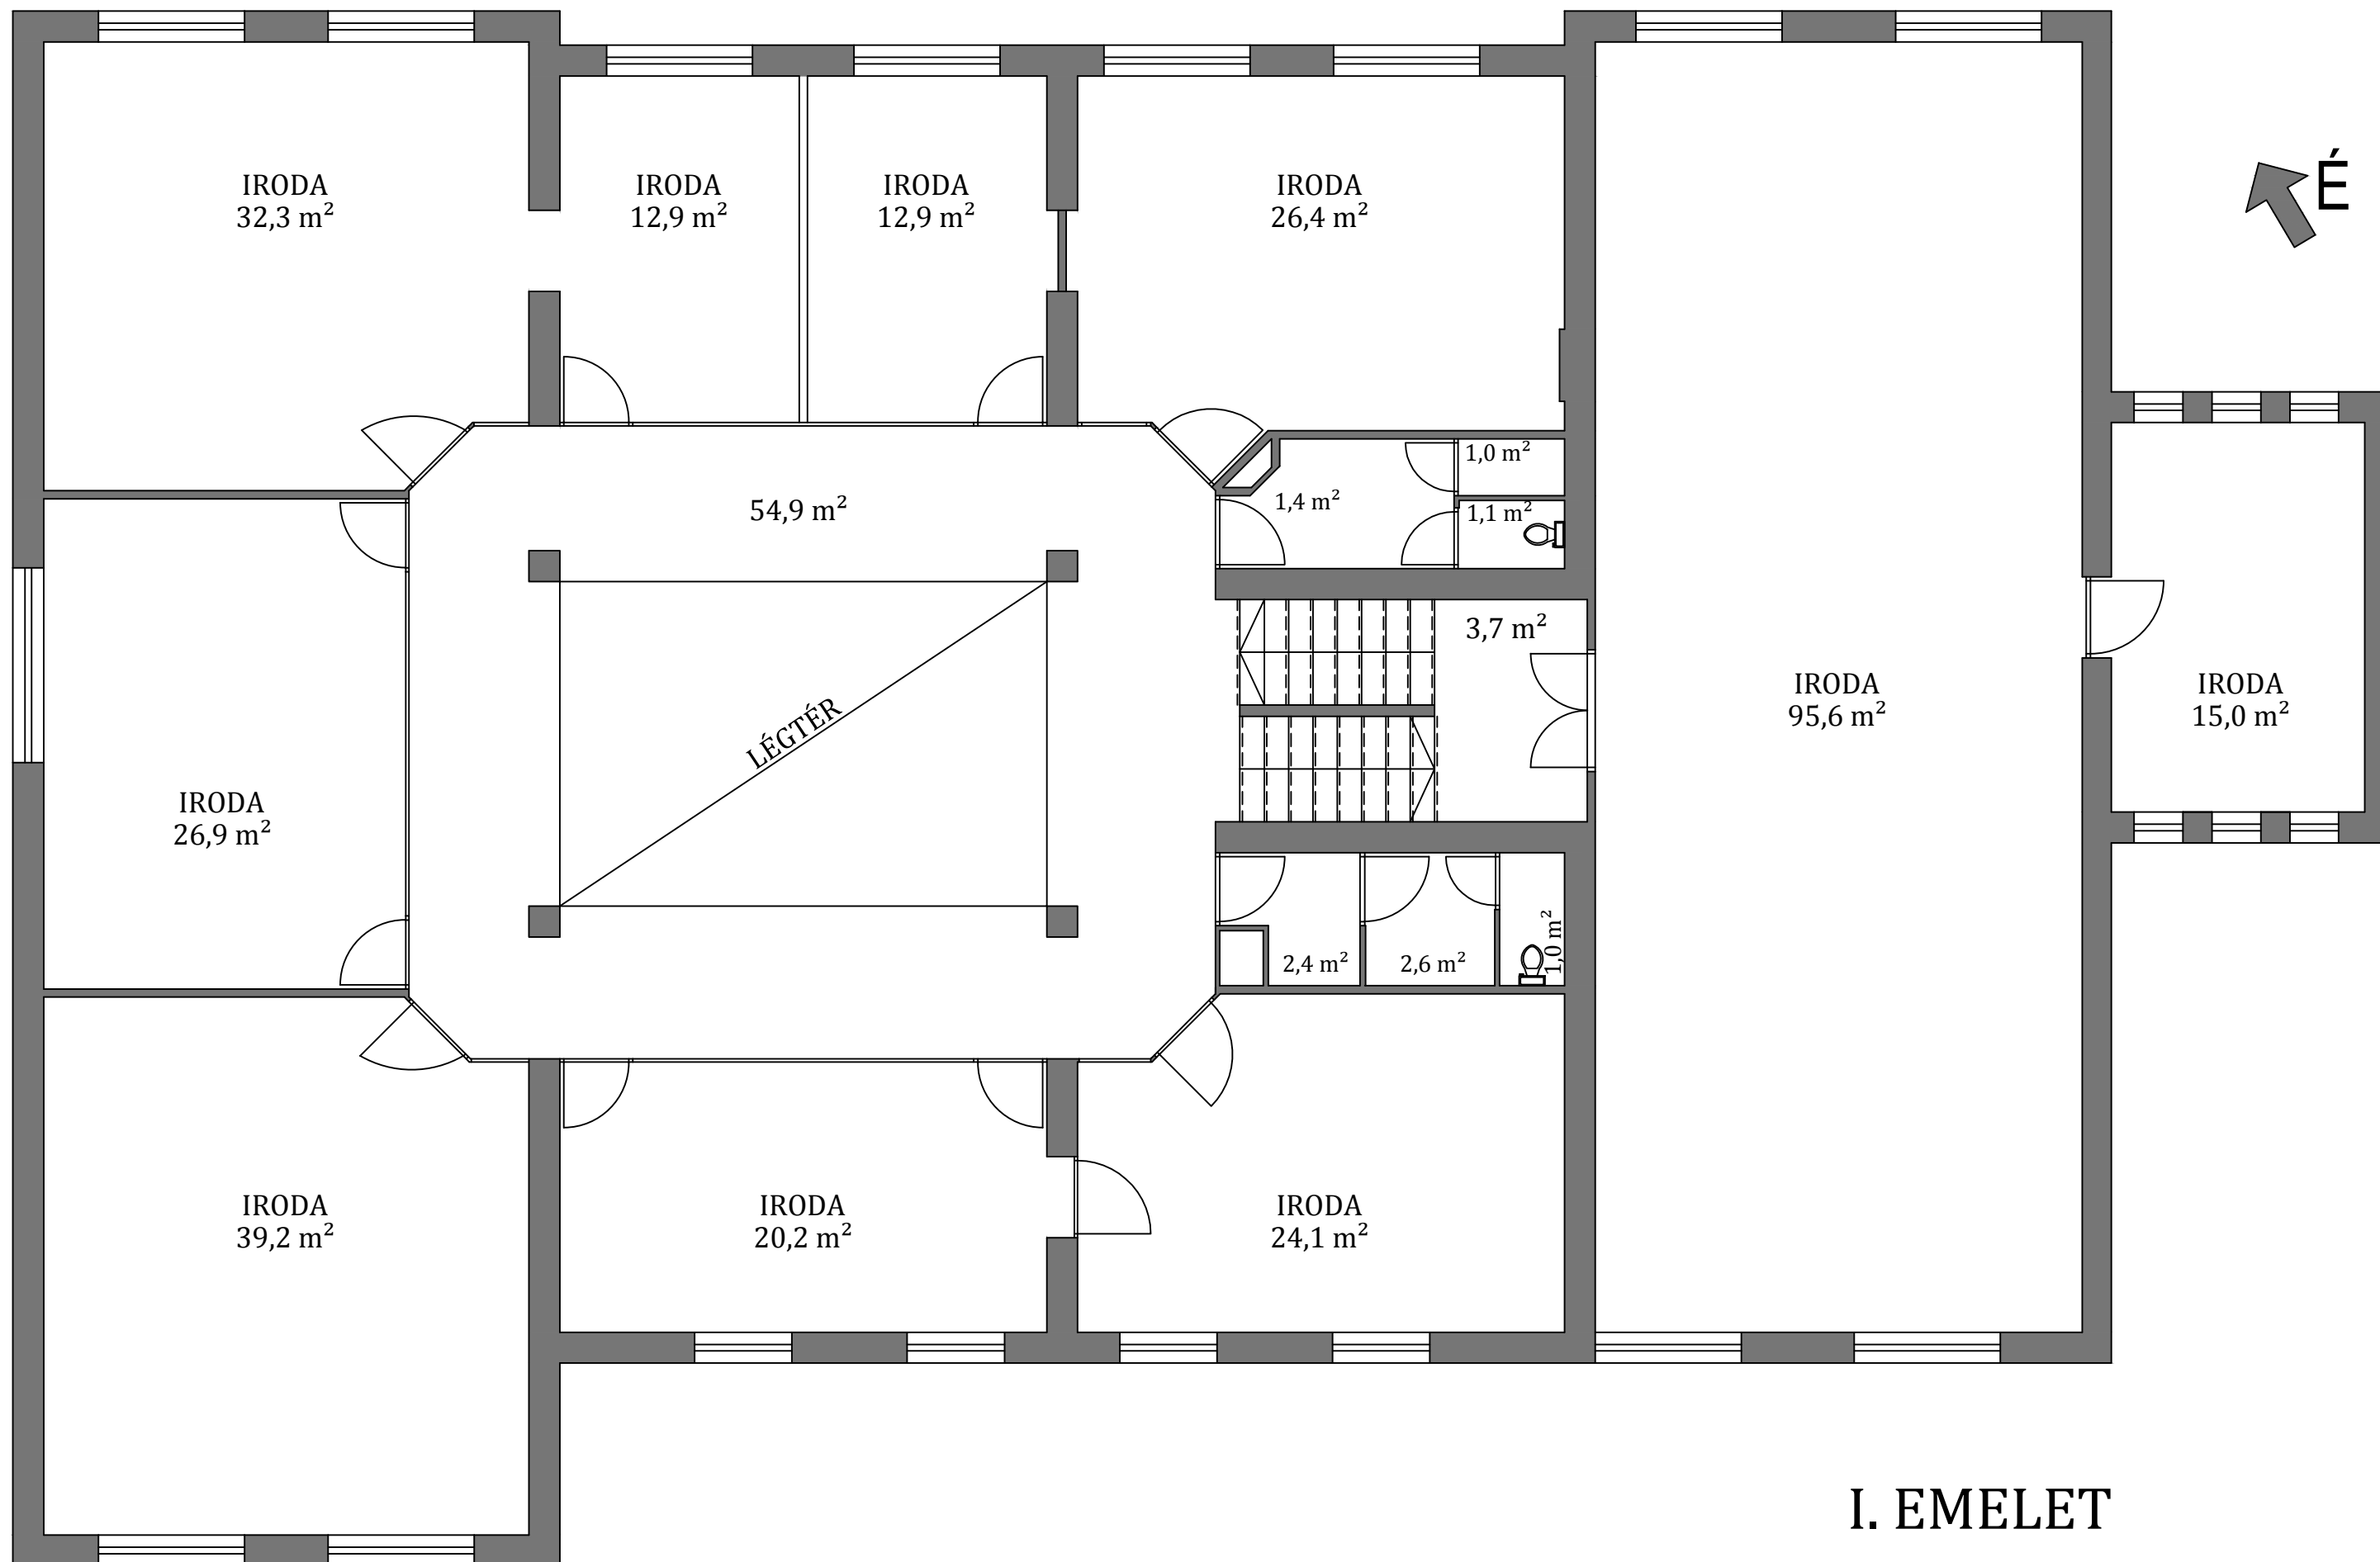 IRODA
32,3 m²
IRODA
12,9 m²
IRODA
12,9 m²
IRODA
26,4 m²
É
1,0 m²
1,4 m²
1,1 m²
54,9 m²
3,7 m²
LÉGTÉR
IRODA
95,6 m²
IRODA
15,0 m²
IRODA
26,9 m²
2,4 m²
2,6 m²
1,0 m²
IRODA
39,2 m²
IRODA
20,2 m²
IRODA
24,1 m²
I. EMELET